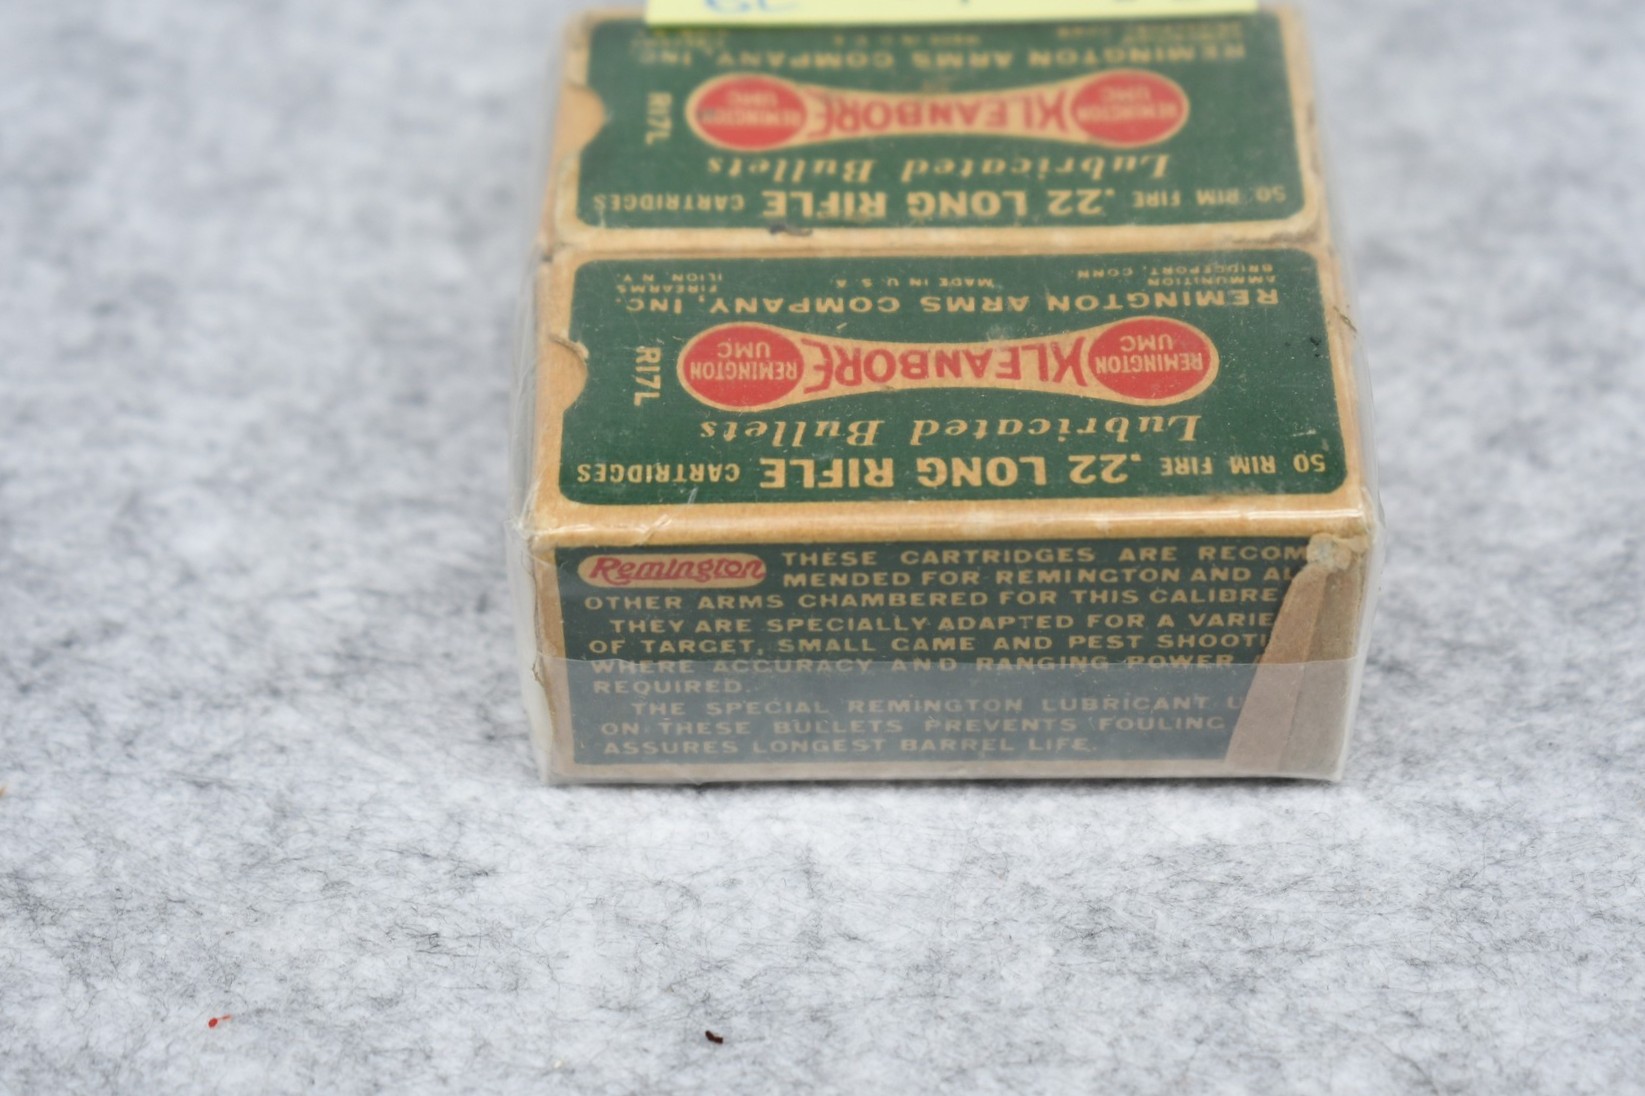 REMINGTON ARMS COMPANY, INC.
REMINGTON UMC KLEANBORE REMINGTON UMC
R17L
Lubricated Bullets
50 RIM FIRE .22 LONG RIFLE CARTRIDGES
AMMUNITION BRIDGEPORT, CONN. MADE IN U.S.A. FIREARMS ILION, N.Y.
REMINGTON ARMS COMPANY, INC.
REMINGTON UMC KLEANBORE REMINGTON UMC
R17L
Lubricated Bullets
50 RIM FIRE .22 LONG RIFLE CARTRIDGES
Remington THESE CARTRIDGES ARE RECOM
MENDED FOR REMINGTON AND
OTHER ARMS CHAMBERED FOR THIS CALIBRE
THEY ARE SPECIALLY ADAPTED FOR A VARIE
OF TARGET, SMALL GAME AND PEST SHOOTI
WHERE ACCURACY AND RANGING POWER
REQUIRED.
THE SPECIAL REMINGTON LUBRICANT U
ON THESE BULLETS PREVENTS FOULING
ASSURES LONGEST BARREL LIFE.